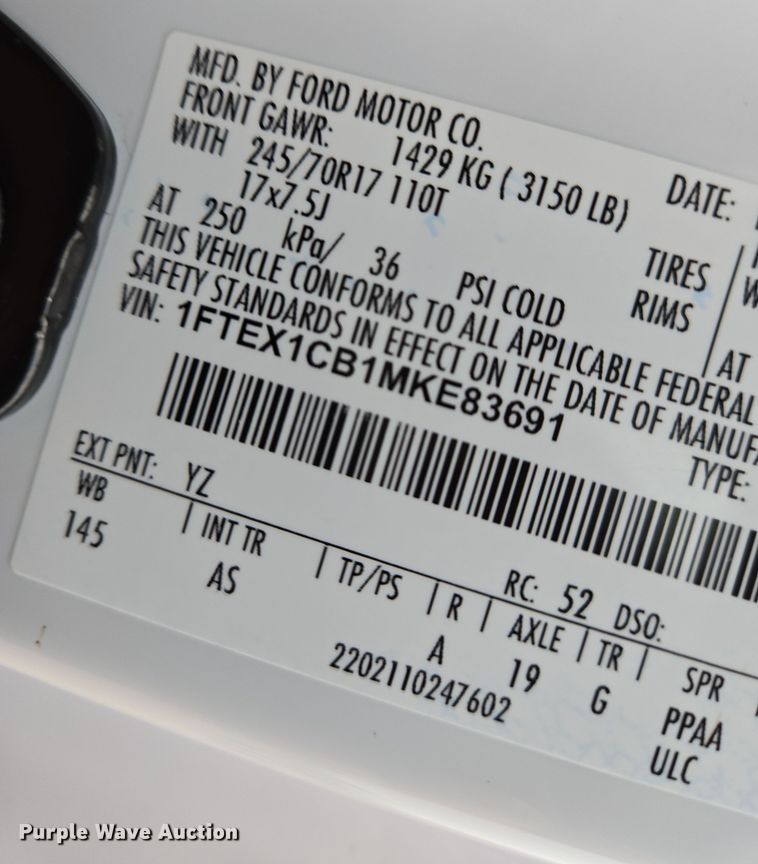 MFD. BY FORD MOTOR CO.
DATE:
FRONT GAWR: 1429 KG ( 3150 LB)
WITH 245/70R17 110T TIRES
17x7.5J RIMS
AT 250 kPa/ 36 PSI COLD
AT
THIS VEHICLE CONFORMS TO ALL APPLICABLE FEDERAL
SAFETY STANDARDS IN EFFECT ON THE DATE OF MANUFA
VIN: 1FTEX1CB1MKE83691
TYPE:
EXT PNT: YZ RC: 52 DSO:
WB | INT TR | TP/PS | R | AXLE | TR | SPR
145 AS A 19 G PPAA
2202110247602 ULC
Purple Wave Auction